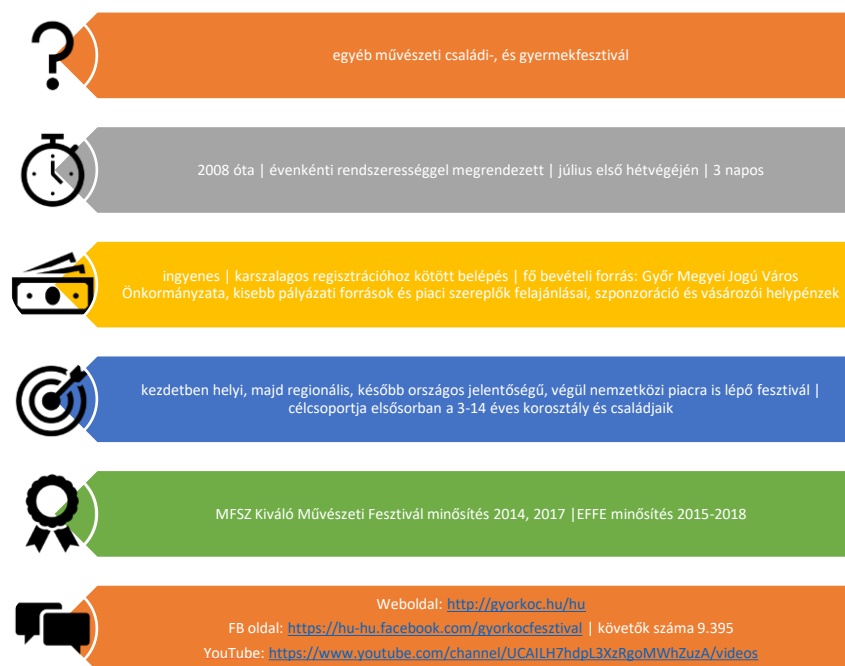 egyéb művészeti családi-, és gyermekfesztivál
2008 óta | évenkénti rendszerességgel megrendezett | július első hétvégéjén | 3 napos
ingyenes | karszalagos regisztrációhoz kötött belépés | fő bevételi forrás: Győr Megyei Jogú Város
Önkormányzata, kisebb pályázati források és piaci szereplők felajánlásai, szponzoráció és vásározói helypénzek
kezdetben helyi, majd regionális, később országos jelentőségű, végül nemzetközi piacra is lépő fesztivál |
célcsoportja elsősorban a 3-14 éves korosztály és családjaik
MFSZ Kiváló Művészeti Fesztivál minősítés 2014, 2017 |EFFE minősítés 2015-2018
Weboldal: http://gyorkoc.hu/hu
FB oldal: https://hu-hu.facebook.com/gyorkocfesztival | követők száma 9.395
YouTube: https://www.youtube.com/channel/UCAILH7hdpL3XzRgoMWhZuzA/videos